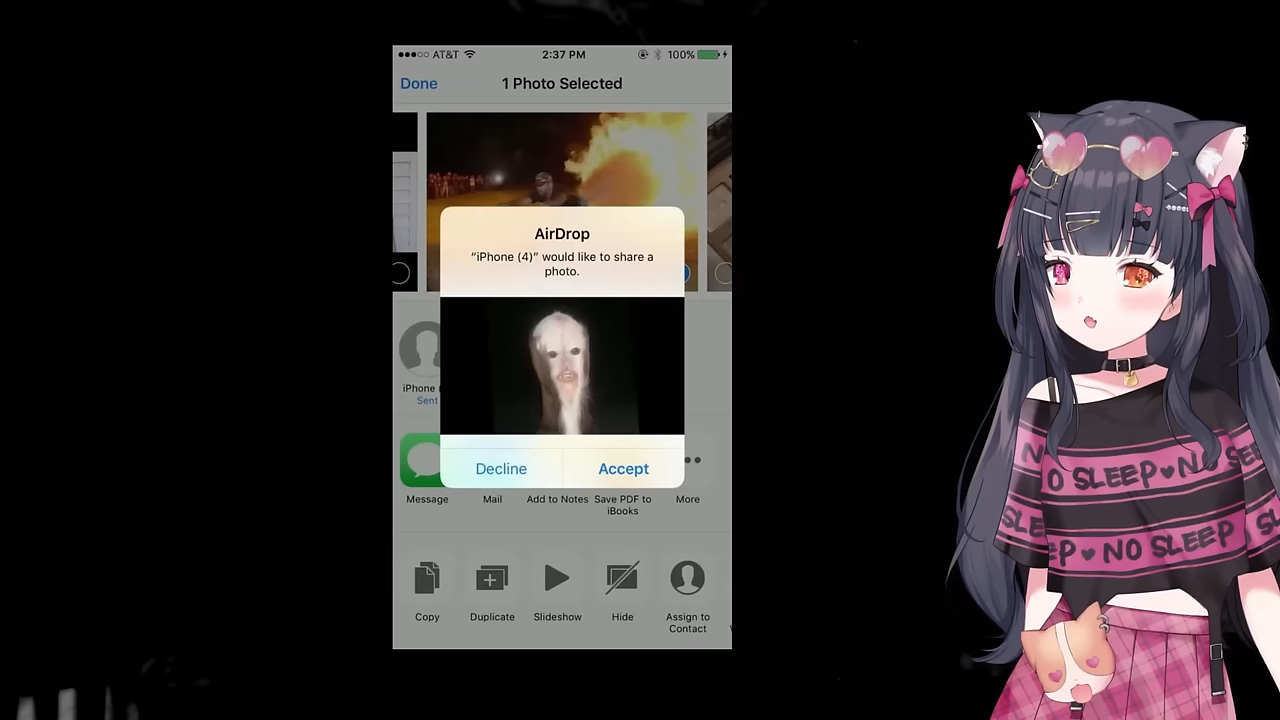 AT&T 2:37 PM 100%
Done 1 Photo Selected
AirDrop
“iPhone (4)” would like to share a
photo.
iPhone (
Sent
Decline Accept
Message Mail Add to Notes Save PDF to More
iBooks
Copy Duplicate Slideshow Hide Assign to
Contact
NO SLEEP
NO SLEEP